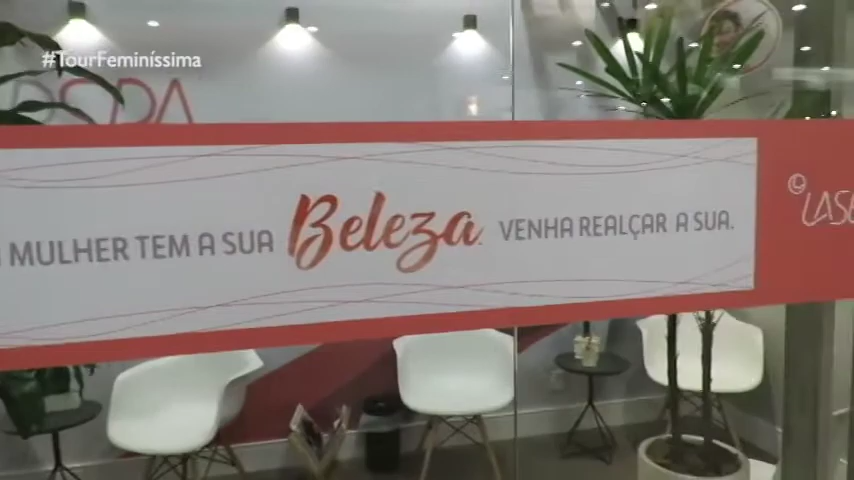 #TourFeminíssima
MULHER TEM A SUA Beleza. VENHA REALÇAR A SUA.